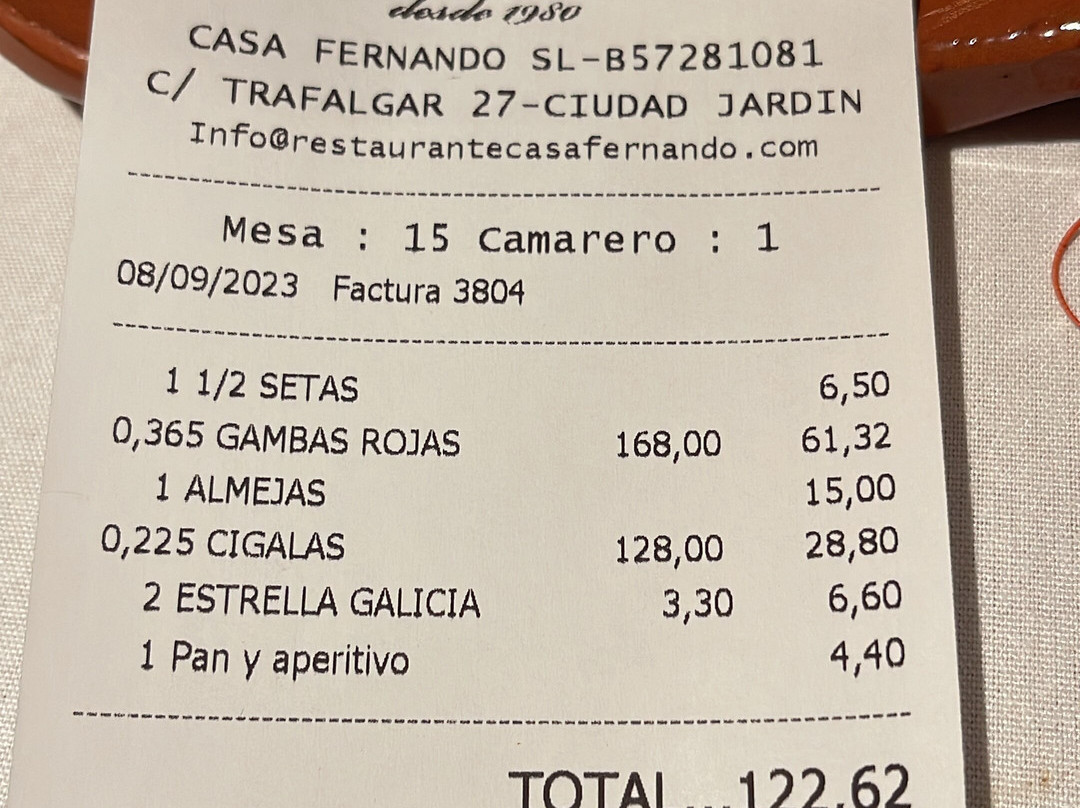 desde 1980
CASA FERNANDO SL-B57281081
C/ TRAFALGAR 27-CIUDAD JARDIN
Info@restaurantecasafernando.com
Mesa : 15 Camarero : 1
08/09/2023 Factura 3804
1 1/2 SETAS 6,50
0,365 GAMBAS ROJAS 168,00 61,32
1 ALMEJAS 15,00
0,225 CIGALAS 128,00 28,80
2 ESTRELLA GALICIA 3,30 6,60
1 Pan y aperitivo 4,40
TOTAL...122,62